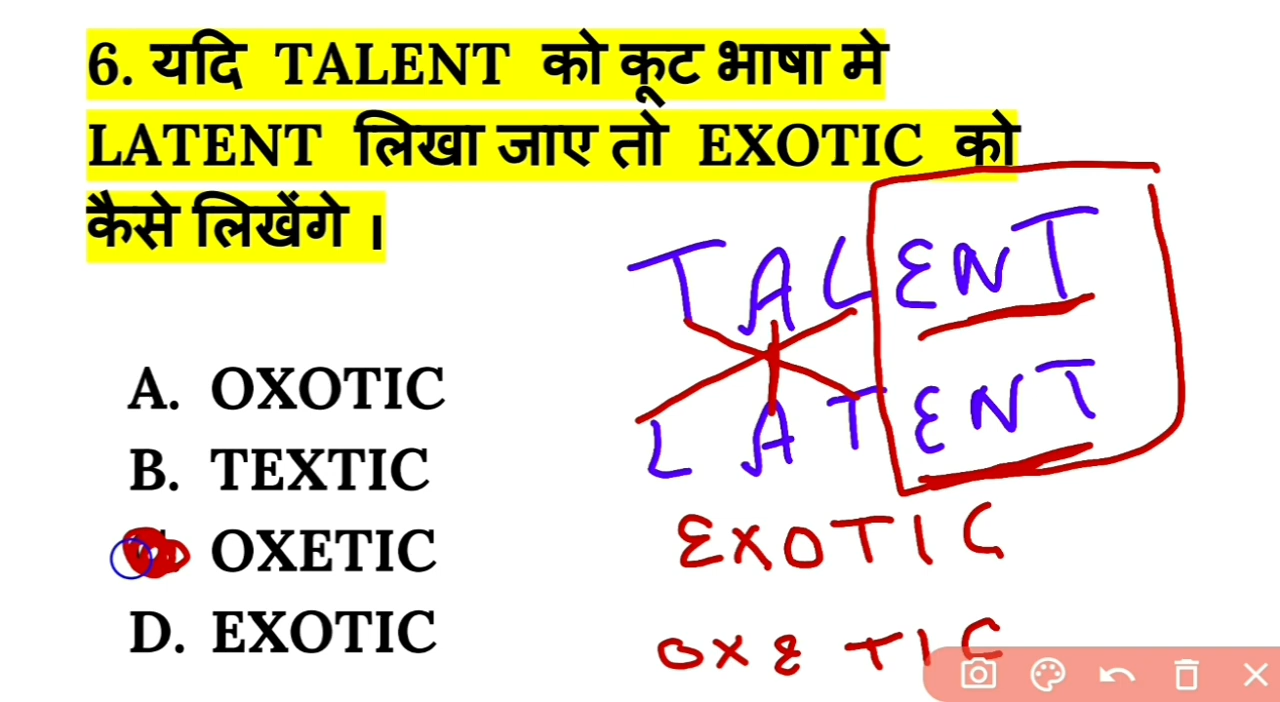 6. यदि TALENT को कूट भाषा मे
LATENT लिखा जाए तो EXOTIC को
कैसे लिखेंगे ।
TALENT
LATENT
A. OXOTIC
B. TEXTIC
OXETIC
D. EXOTIC
EXOTIC
OXETIC